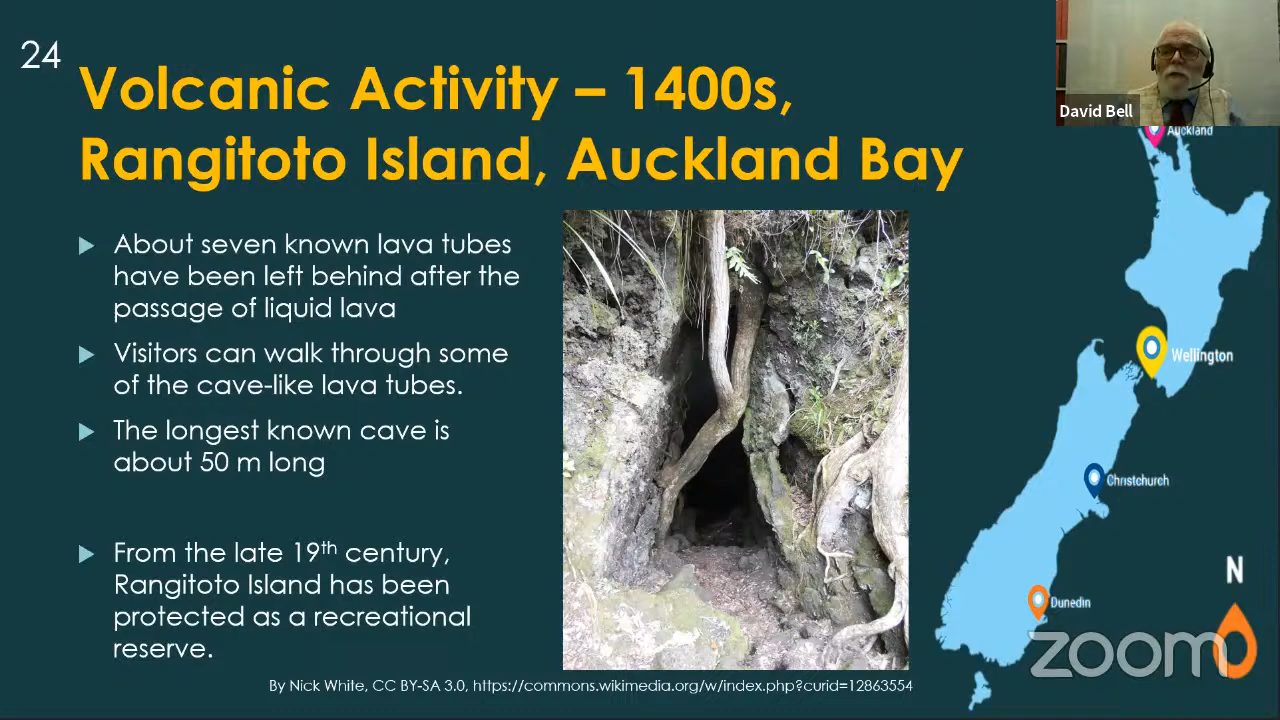 24
Volcanic Activity – 1400s,
Rangitoto Island, Auckland Bay
About seven known lava tubes
have been left behind after the
passage of liquid lava
Visitors can walk through some
of the cave-like lava tubes.
The longest known cave is
about 50 m long
From the late 19th century,
Rangitoto Island has been
protected as a recreational
reserve.
By Nick White, CC BY-SA 3.0, https://commons.wikimedia.org/w/index.php?curid=12863554
David Bell
Auckland
Wellington
Christchurch
Dunedin
N
zoom